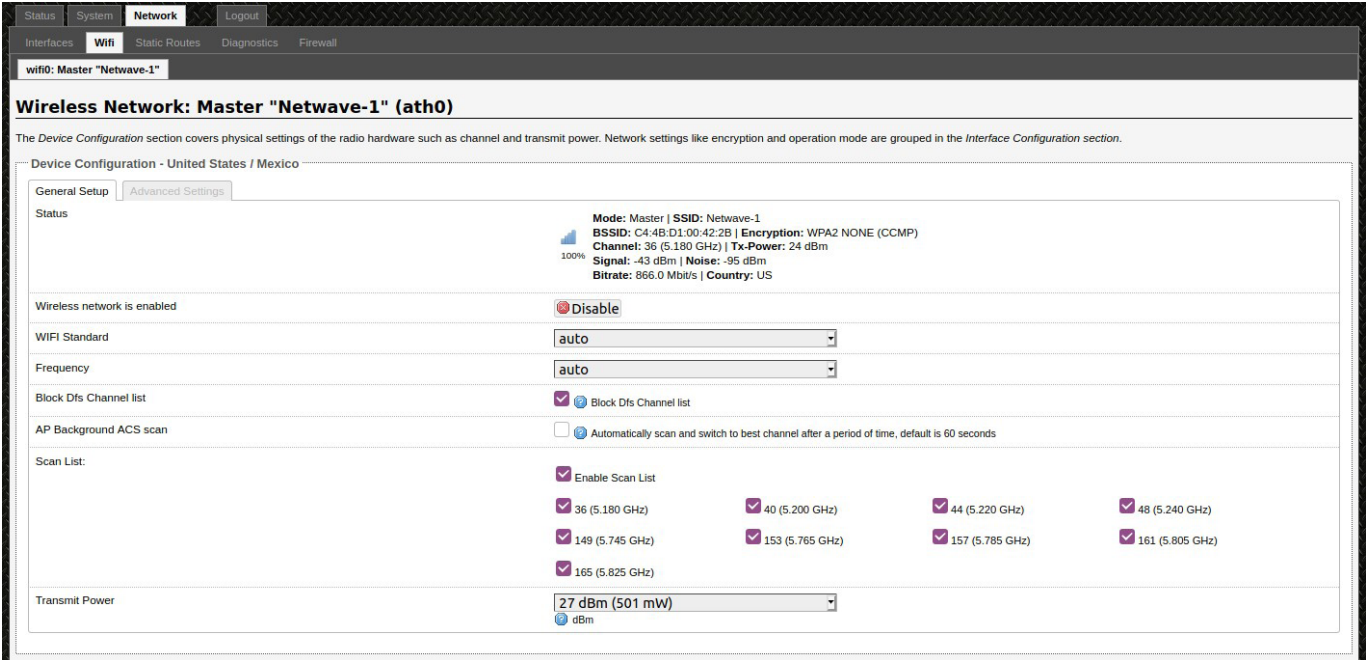 Status System Network Logout
Interfaces Wifi Static Routes Diagnostics Firewall
wifi0: Master "Netwave-1"
Wireless Network: Master "Netwave-1" (ath0)
The Device Configuration section covers physical settings of the radio hardware such as channel and transmit power. Network settings like encryption and operation mode are grouped in the Interface Configuration section.
Device Configuration - United States / Mexico
General Setup Advanced Settings
Status
Mode: Master | SSID: Netwave-1
BSSID: C4:4B:D1:00:42:2B | Encryption: WPA2 NONE (CCMP)
Channel: 36 (5.180 GHz) | Tx-Power: 24 dBm
100% Signal: -43 dBm | Noise: -95 dBm
Bitrate: 866.0 Mbit/s | Country: US
Wireless network is enabled Disable
WIFI Standard auto
Frequency auto
Block Dfs Channel list Block Dfs Channel list
AP Background ACS scan Automatically scan and switch to best channel after a period of time, default is 60 seconds
Scan List:
Enable Scan List
36 (5.180 GHz) 40 (5.200 GHz) 44 (5.220 GHz) 48 (5.240 GHz)
149 (5.745 GHz) 153 (5.765 GHz) 157 (5.785 GHz) 161 (5.805 GHz)
165 (5.825 GHz)
Transmit Power 27 dBm (501 mW)
dBm